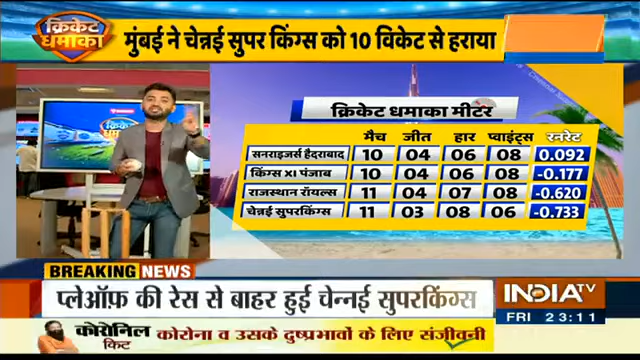 क्रिकेट
धमाका
मुंबई ने चेन्नई सुपर किंग्स को 10 विकेट से हराया
क्रिकेट धमाका मीटर
मैच जीत हार प्वाइंट्स रनरेट
सनराइजर्स हैदराबाद 10 04 06 08 0.092
किंग्स XI पंजाब 10 04 06 08 -0.177
राजस्थान रॉयल्स 11 04 07 08 -0.620
चेन्नई सुपरकिंग्स 11 03 08 06 -0.733
BREAKING NEWS
प्लेऑफ़ की रेस से बाहर हुई चेन्नई सुपरकिंग्स
INDIA TV
FRI 23:11
कोरोनिल
किट
कोरोना व उसके दुष्प्रभावों के लिए संजीवनी